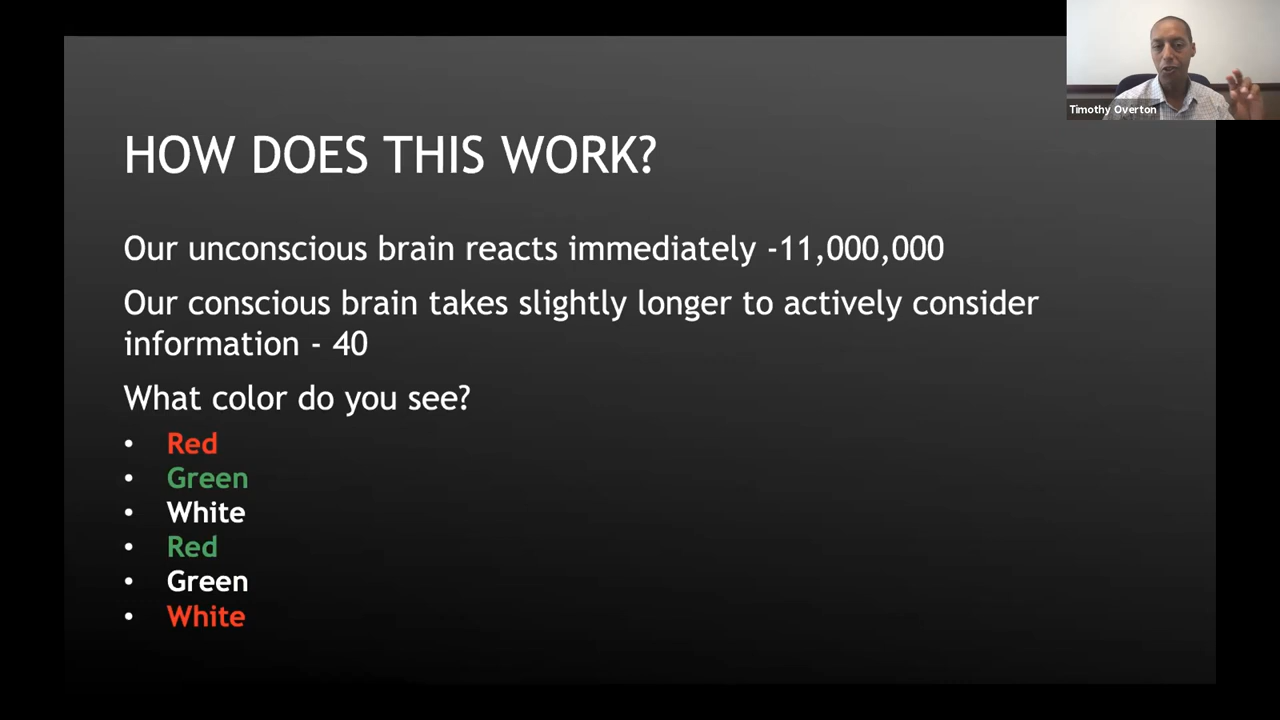 Timothy Overton
HOW DOES THIS WORK?
Our unconscious brain reacts immediately -11,000,000
Our conscious brain takes slightly longer to actively consider
information - 40
What color do you see?
• Red
• Green
• White
• Red
• Green
• White